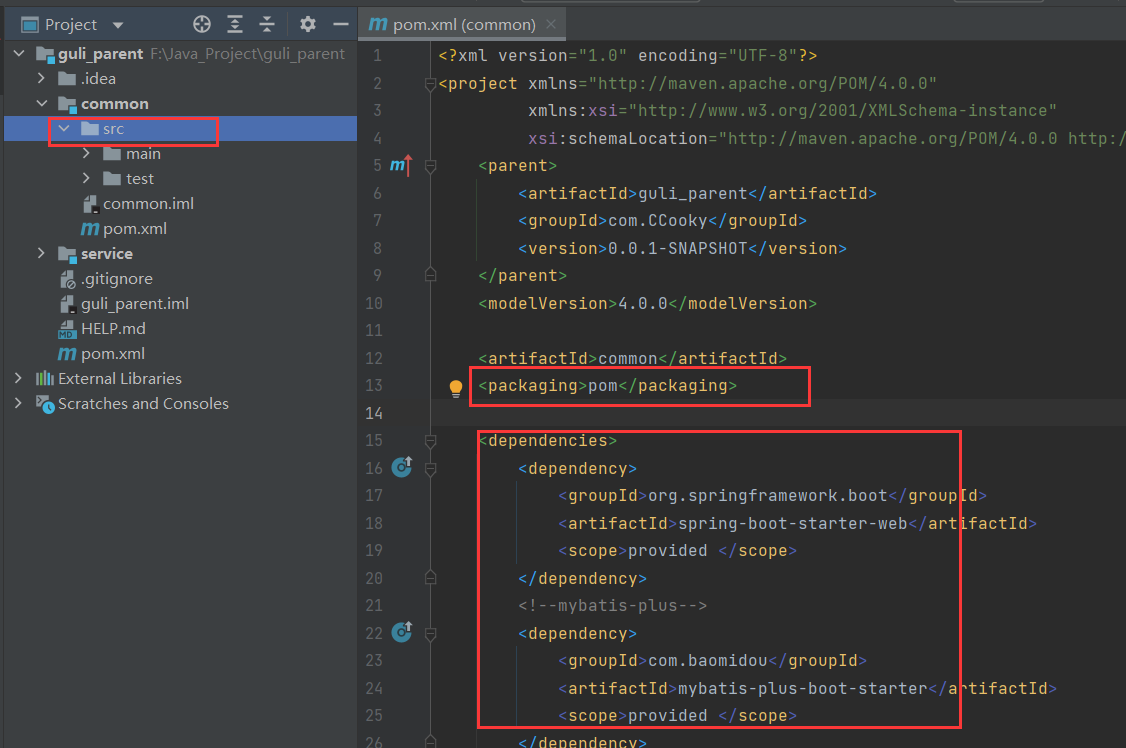 Project
guli_parent F:\Java_Project\guli_parent
.idea
common
src
main
test
common.iml
pom.xml
service
.gitignore
guli_parent.iml
HELP.md
pom.xml
External Libraries
Scratches and Consoles
pom.xml (common)
1 <?xml version="1.0" encoding="UTF-8"?>
2 <project xmlns="http://maven.apache.org/POM/4.0.0"
3 xmlns:xsi="http://www.w3.org/2001/XMLSchema-instance"
4 xsi:schemaLocation="http://maven.apache.org/POM/4.0.0 http:/
5 <parent>
6 <artifactId>guli_parent</artifactId>
7 <groupId>com.CCooky</groupId>
8 <version>0.0.1-SNAPSHOT</version>
9 </parent>
10 <modelVersion>4.0.0</modelVersion>
11
12 <artifactId>common</artifactId>
13 <packaging>pom</packaging>
14
15 <dependencies>
16 <dependency>
17 <groupId>org.springframework.boot</groupId>
18 <artifactId>spring-boot-starter-web</artifactId>
19 <scope>provided </scope>
20 </dependency>
21 <!--mybatis-plus-->
22 <dependency>
23 <groupId>com.baomidou</groupId>
24 <artifactId>mybatis-plus-boot-starter</artifactId>
25 <scope>provided </scope>
26 </dependency>